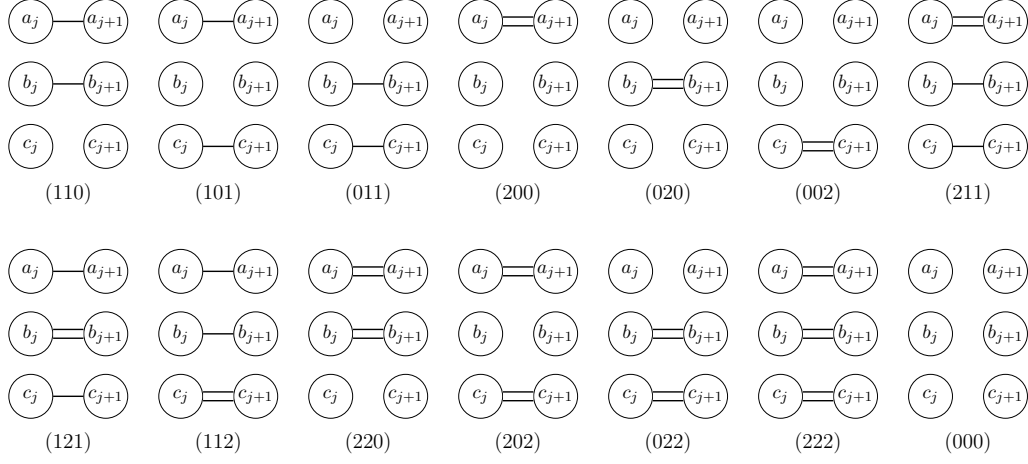 a_j a_{j+1} a_j a_{j+1} a_j a_{j+1} a_j a_{j+1} a_j a_{j+1} a_j a_{j+1} a_j a_{j+1}
b_j b_{j+1} b_j b_{j+1} b_j b_{j+1} b_j b_{j+1} b_j b_{j+1} b_j b_{j+1} b_j b_{j+1}
c_j c_{j+1} c_j c_{j+1} c_j c_{j+1} c_j c_{j+1} c_j c_{j+1} c_j c_{j+1} c_j c_{j+1}
(110) (101) (011) (200) (020) (002) (211)
a_j a_{j+1} a_j a_{j+1} a_j a_{j+1} a_j a_{j+1} a_j a_{j+1} a_j a_{j+1} a_j a_{j+1}
b_j b_{j+1} b_j b_{j+1} b_j b_{j+1} b_j b_{j+1} b_j b_{j+1} b_j b_{j+1} b_j b_{j+1}
c_j c_{j+1} c_j c_{j+1} c_j c_{j+1} c_j c_{j+1} c_j c_{j+1} c_j c_{j+1} c_j c_{j+1}
(121) (112) (220) (202) (022) (222) (000)